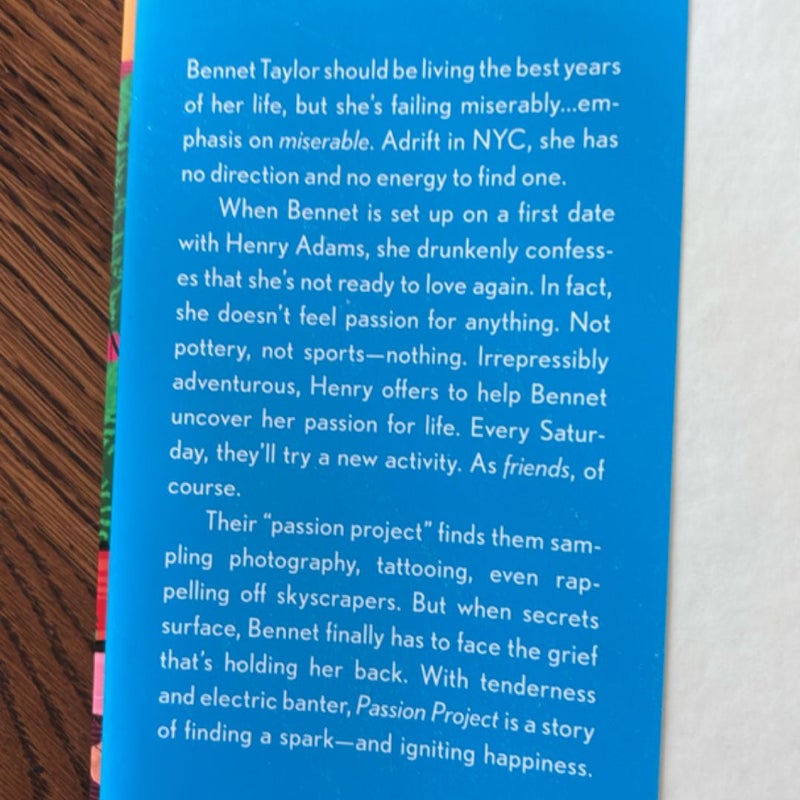 Bennet Taylor should be living the best years
of her life, but she's failing miserably...em-
phasis on miserable. Adrift in NYC, she has
no direction and no energy to find one.
When Bennet is set up on a first date
with Henry Adams, she drunkenly confess-
es that she's not ready to love again. In fact,
she doesn't feel passion for anything. Not
pottery, not sports—nothing. Irrepressibly
adventurous, Henry offers to help Bennet
uncover her passion for life. Every Satur-
day, they'll try a new activity. As friends, of
course.
Their "passion project" finds them sam-
pling photography, tattooing, even rap-
pelling off skyscrapers. But when secrets
surface, Bennet finally has to face the grief
that's holding her back. With tenderness
and electric banter, Passion Project is a story
of finding a spark—and igniting happiness.